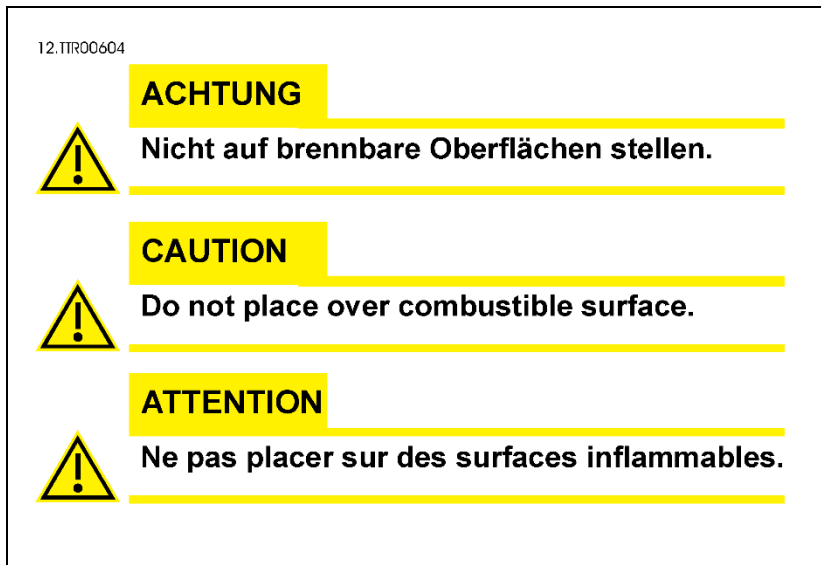 12.TTR00604
ACHTUNG
Nicht auf brennbare Oberflächen stellen.
CAUTION
Do not place over combustible surface.
ATTENTION
Ne pas placer sur des surfaces inflammables.